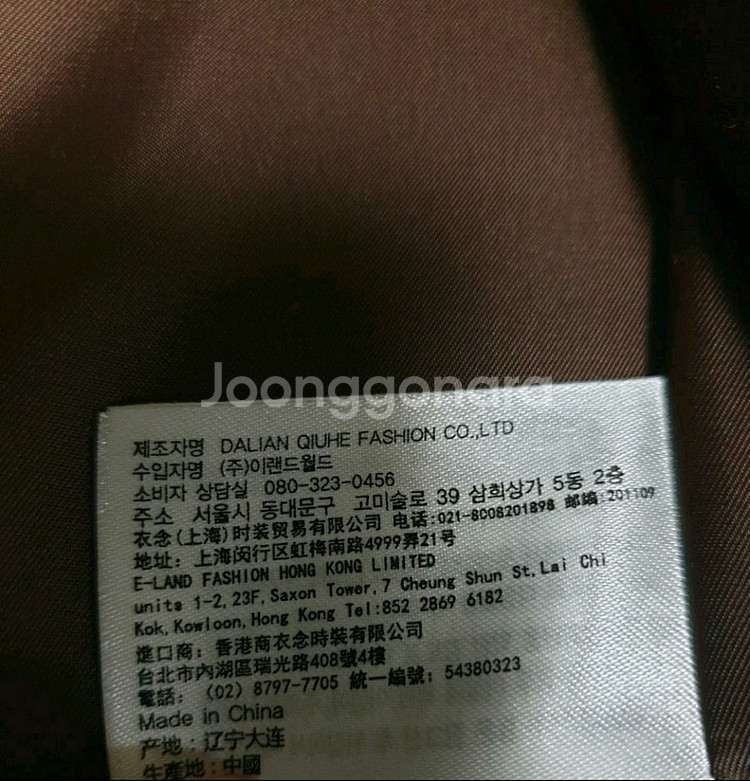 Joonggonara
제조자명 DALIAN QIUHE FASHION CO.,LTD
수입자명 (주)이랜드월드
소비자 상담실 080-323-0456
주소 서울시 동대문구 고미술로 39 삼희상가 5동 2층
衣念(上海)时装贸易有限公司 电话:021-8008201898 邮编:201109
地址: 上海闵行区虹梅南路4999弄21号
E-LAND FASHION HONG KONG LIMITED
units 1-2,23F,Saxon Tower,7 Cheung Shun St,Lai Chi
Kok,Kowloon,Hong Kong Tel:852 2869 6182
進口商: 香港商衣念時裝有限公司
台北市內湖區瑞光路408號4樓
電話: (02) 8797-7705 統一編號: 54380323
Made in China
产地:辽宁大连
生產地:中國